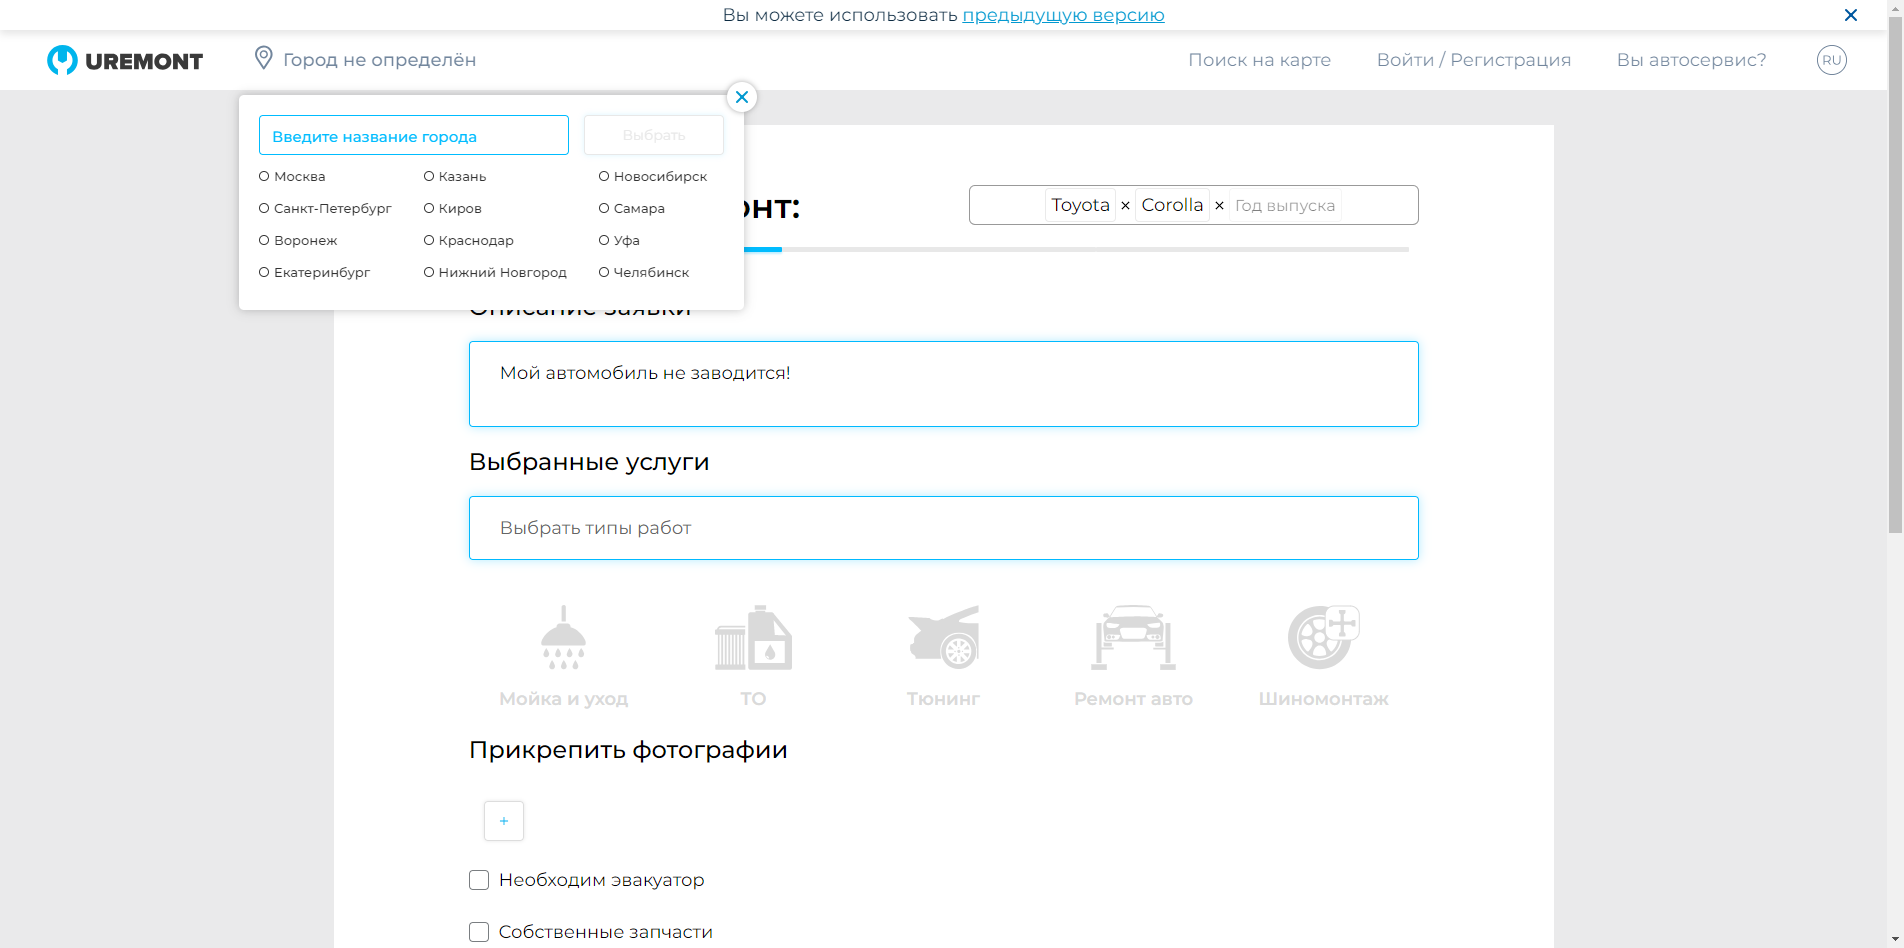 Вы можете использовать предыдущую версию
UREMONT
Город не определён
Поиск на карте
Войти / Регистрация
Вы автосервис?
RU
Введите название города
Выбрать
Москва
Казань
Новосибирск
Санкт-Петербург
Киров
Самара
Воронеж
Краснодар
Уфа
Екатеринбург
Нижний Новгород
Челябинск
онт:
Toyota × Corolla × Год выпуска
Описание заявки
Мой автомобиль не заводится!
Выбранные услуги
Выбрать типы работ
Мойка и уход
ТО
Тюнинг
Ремонт авто
Шиномонтаж
Прикрепить фотографии
+
Необходим эвакуатор
Собственные запчасти